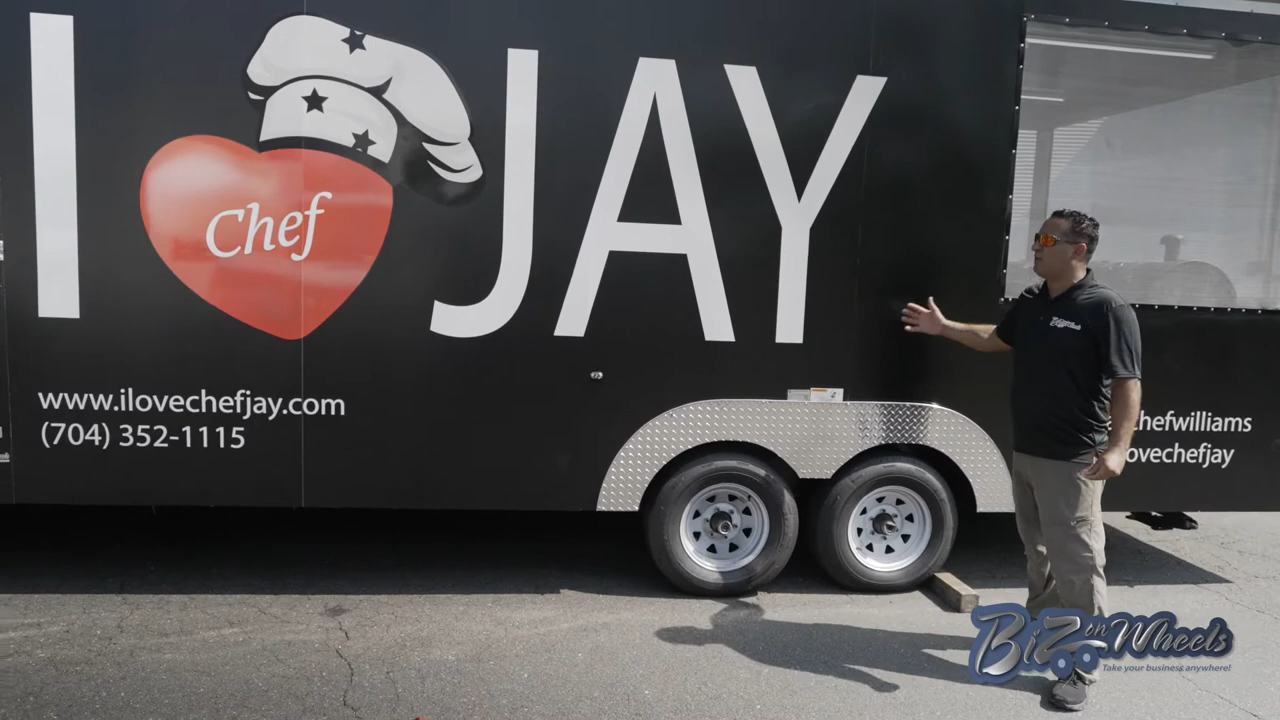 I Chef JAY
www.ilovechefjay.com
(704) 352-1115
chefwilliams
ovechefjay
BiZ on Wheels
Take your business anywhere!